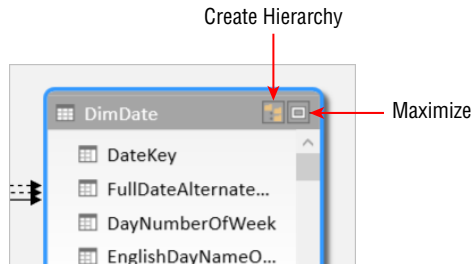 Create Hierarchy
DimDate
Maximize
DateKey
FullDateAlternate...
DayNumberOfWeek
EnglishDayNameO...